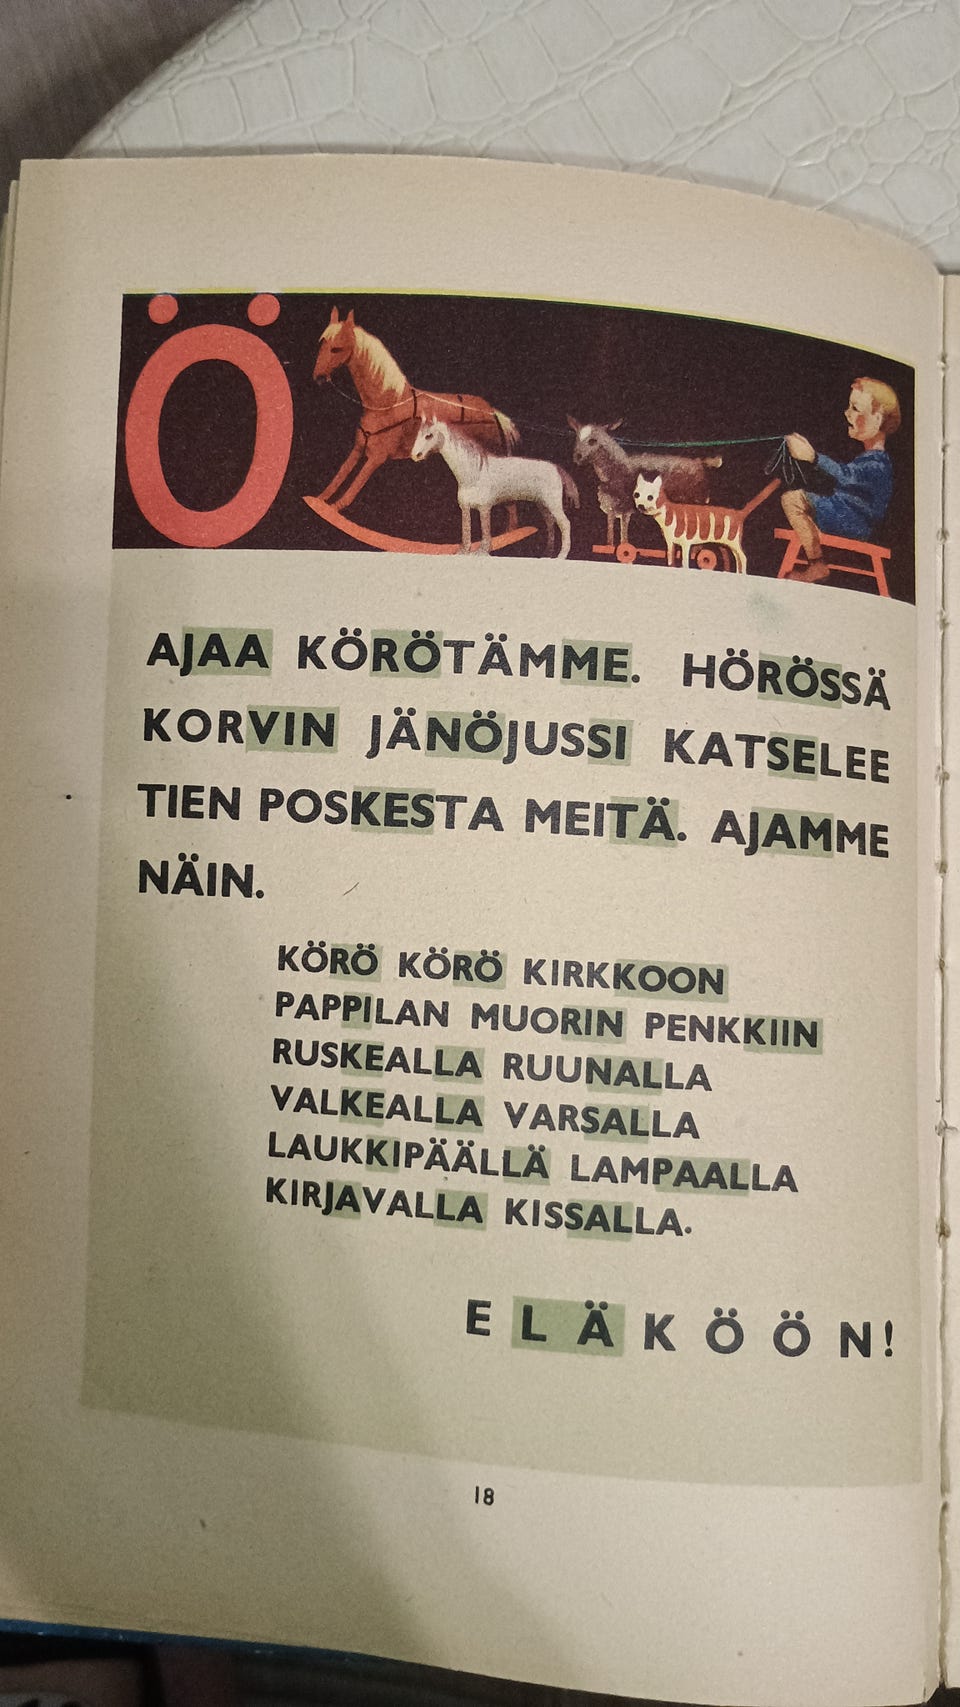 Ö
AJAA KÖRÖTÄMME. HÖRÖSSÄ
KORVIN JÄNÖJUSSI KATSELEE
TIEN POSKESTA MEITÄ. AJAMME
NÄIN.
KÖRÖ KÖRÖ KIRKKOON
PAPPILAN MUORIN PENKKIIN
RUSKEALLA RUUNALLA
VALKEALLA VARSALLA
LAUKKIPÄÄLLÄ LAMPAALLA
KIRJAVALLA KISSALLA.
ELÄKÖÖN!
18